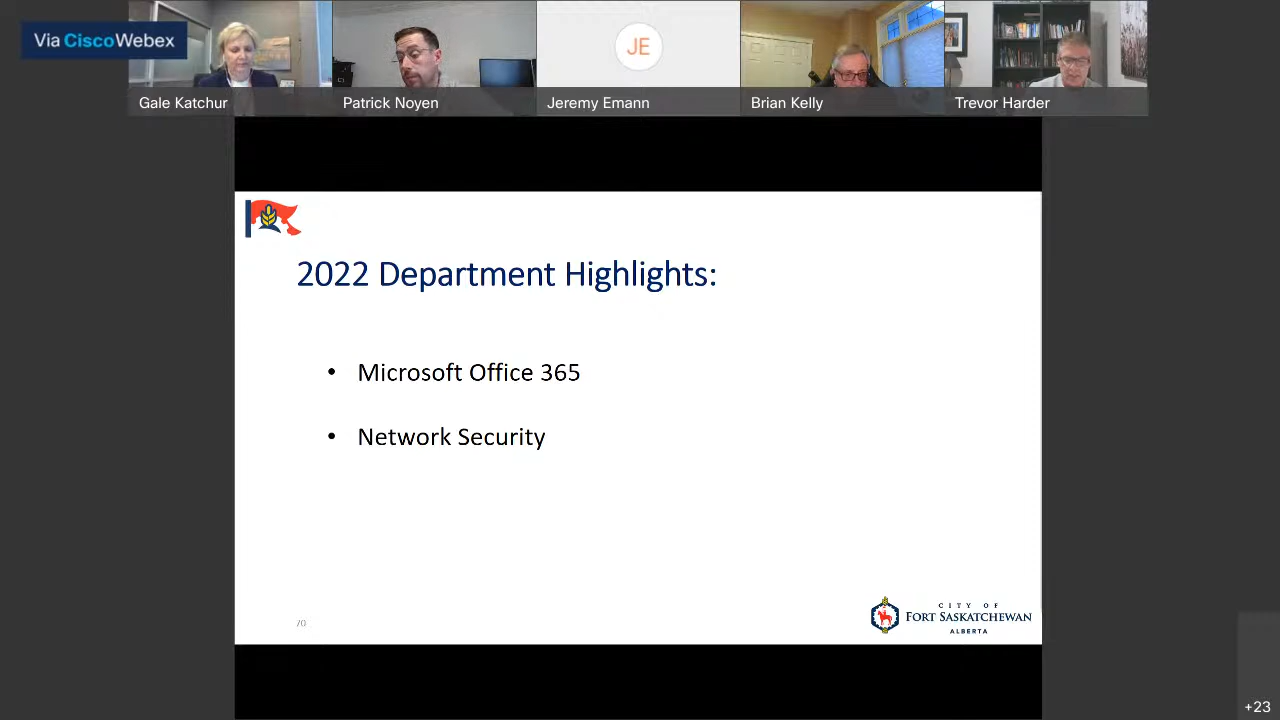 Via CiscoWebex
Gale Katchur
Patrick Noyen
JE
Jeremy Emann
Brian Kelly
Trevor Harder
2022 Department Highlights:
• Microsoft Office 365
• Network Security
70
CITY OF
FORT SASKATCHEWAN
ALBERTA
+23